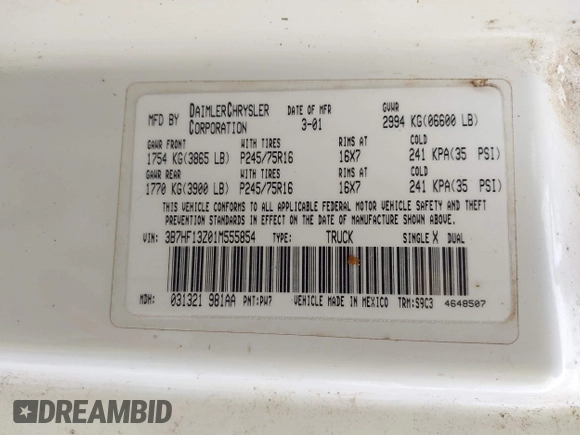 MFD BY DAIMLERCHRYSLER CORPORATION DATE OF MFR 3-01 GVWR 2994 KG(06600 LB)
GAWR FRONT WITH TIRES RIMS AT COLD
1754 KG(3865 LB) P245/75R16 16X7 241 KPA(35 PSI)
GAWR REAR WITH TIRES RIMS AT COLD
1770 KG(3900 LB) P245/75R16 16X7 241 KPA(35 PSI)
THIS VEHICLE CONFORMS TO ALL APPLICABLE FEDERAL MOTOR VEHICLE SAFETY AND THEFT
PREVENTION STANDARDS IN EFFECT ON THE DATE OF MANUFACTURE SHOWN ABOVE.
VIN: 3B7HF13Z01M555854 TYPE: TRUCK SINGLE X DUAL
MDH: 031321 981AA PNT:PW7 VEHICLE MADE IN MEXICO TRM:S9C3 4648507
DREAMBID